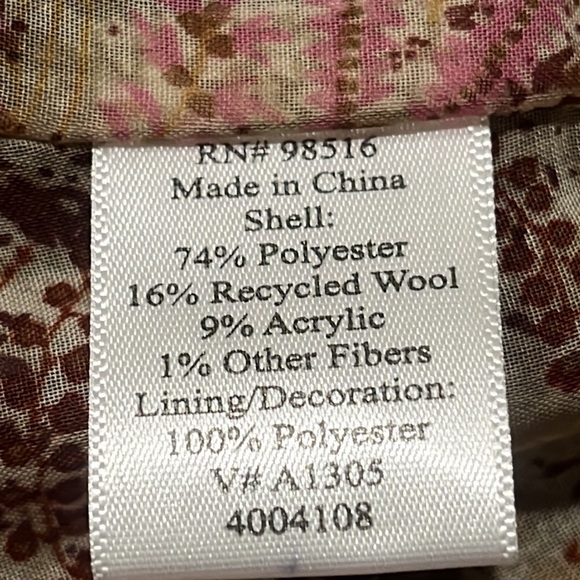 RN# 98516
Made in China
Shell:
74% Polyester
16% Recycled Wool
9% Acrylic
1% Other Fibers
Lining/Decoration:
100% Polyester
V# A1305
4004108